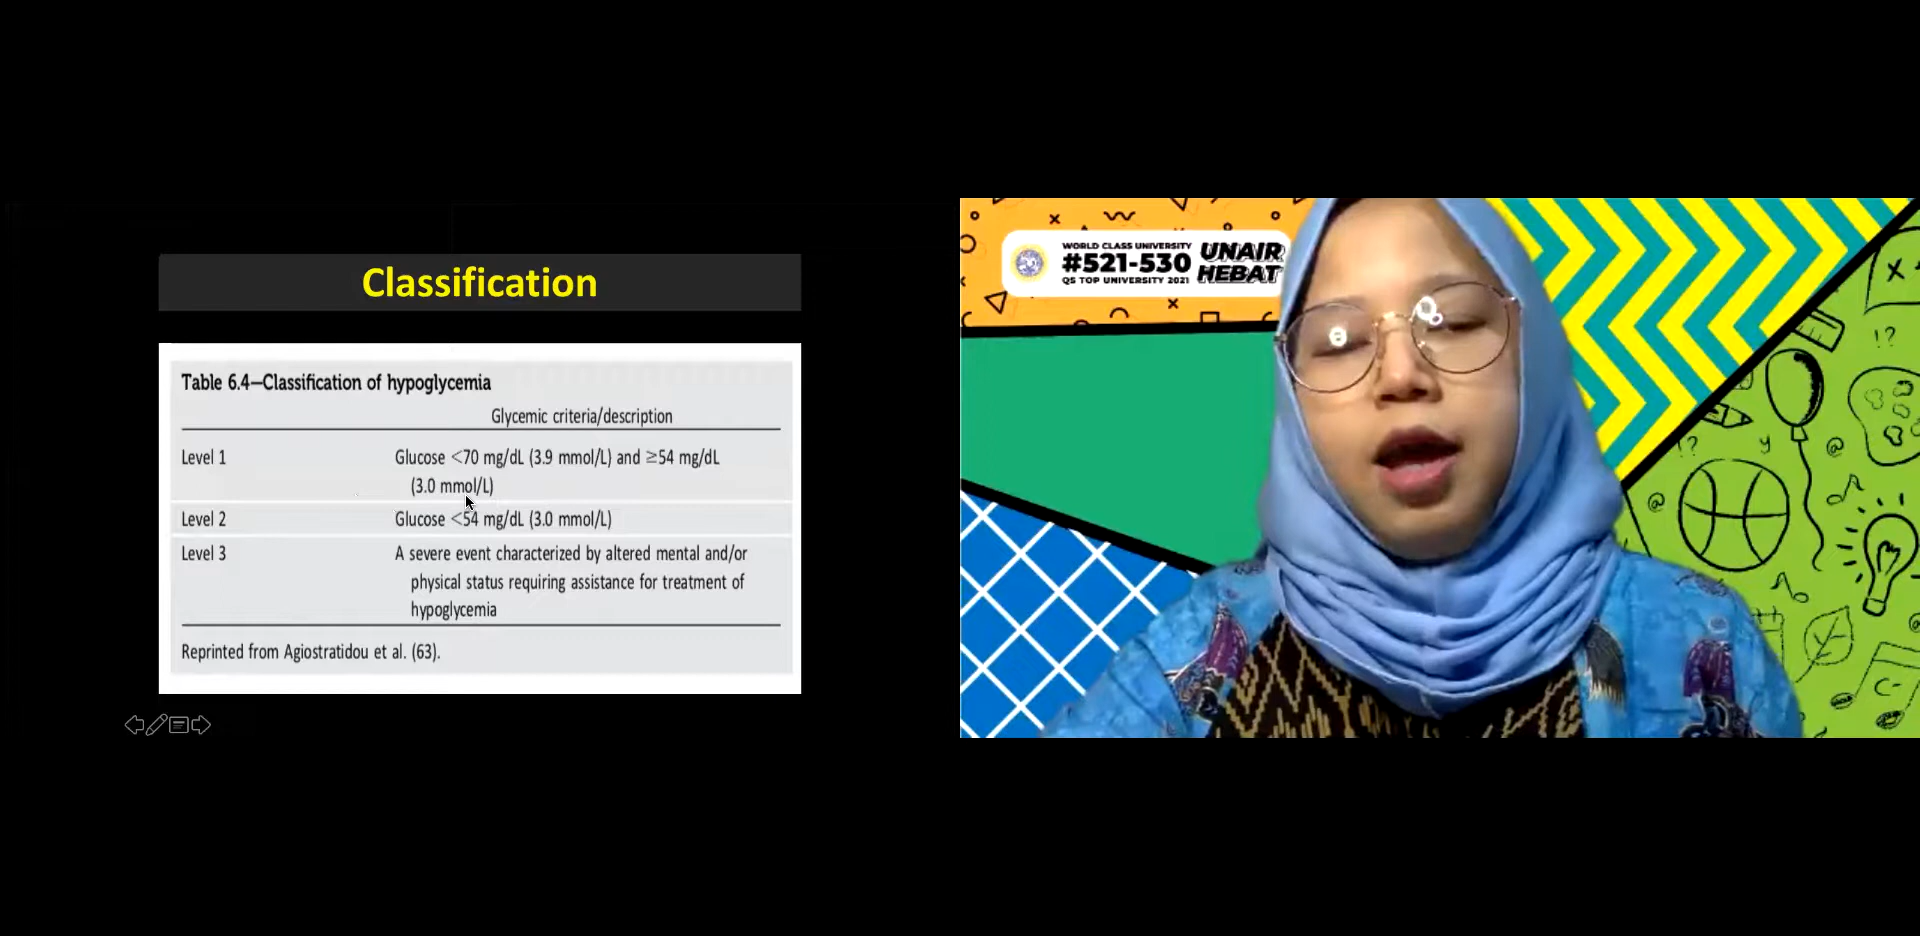 Classification
Table 6.4—Classification of hypoglycemia
Glycemic criteria/description
Level 1 Glucose <70 mg/dL (3.9 mmol/L) and ≥54 mg/dL
(3.0 mmol/L)
Level 2 Glucose <54 mg/dL (3.0 mmol/L)
Level 3 A severe event characterized by altered mental and/or
physical status requiring assistance for treatment of
hypoglycemia
Reprinted from Agiostratidou et al. (63).
WORLD CLASS UNIVERSITY
#521-530
QS TOP UNIVERSITY 2021
UNAIR
HEBAT